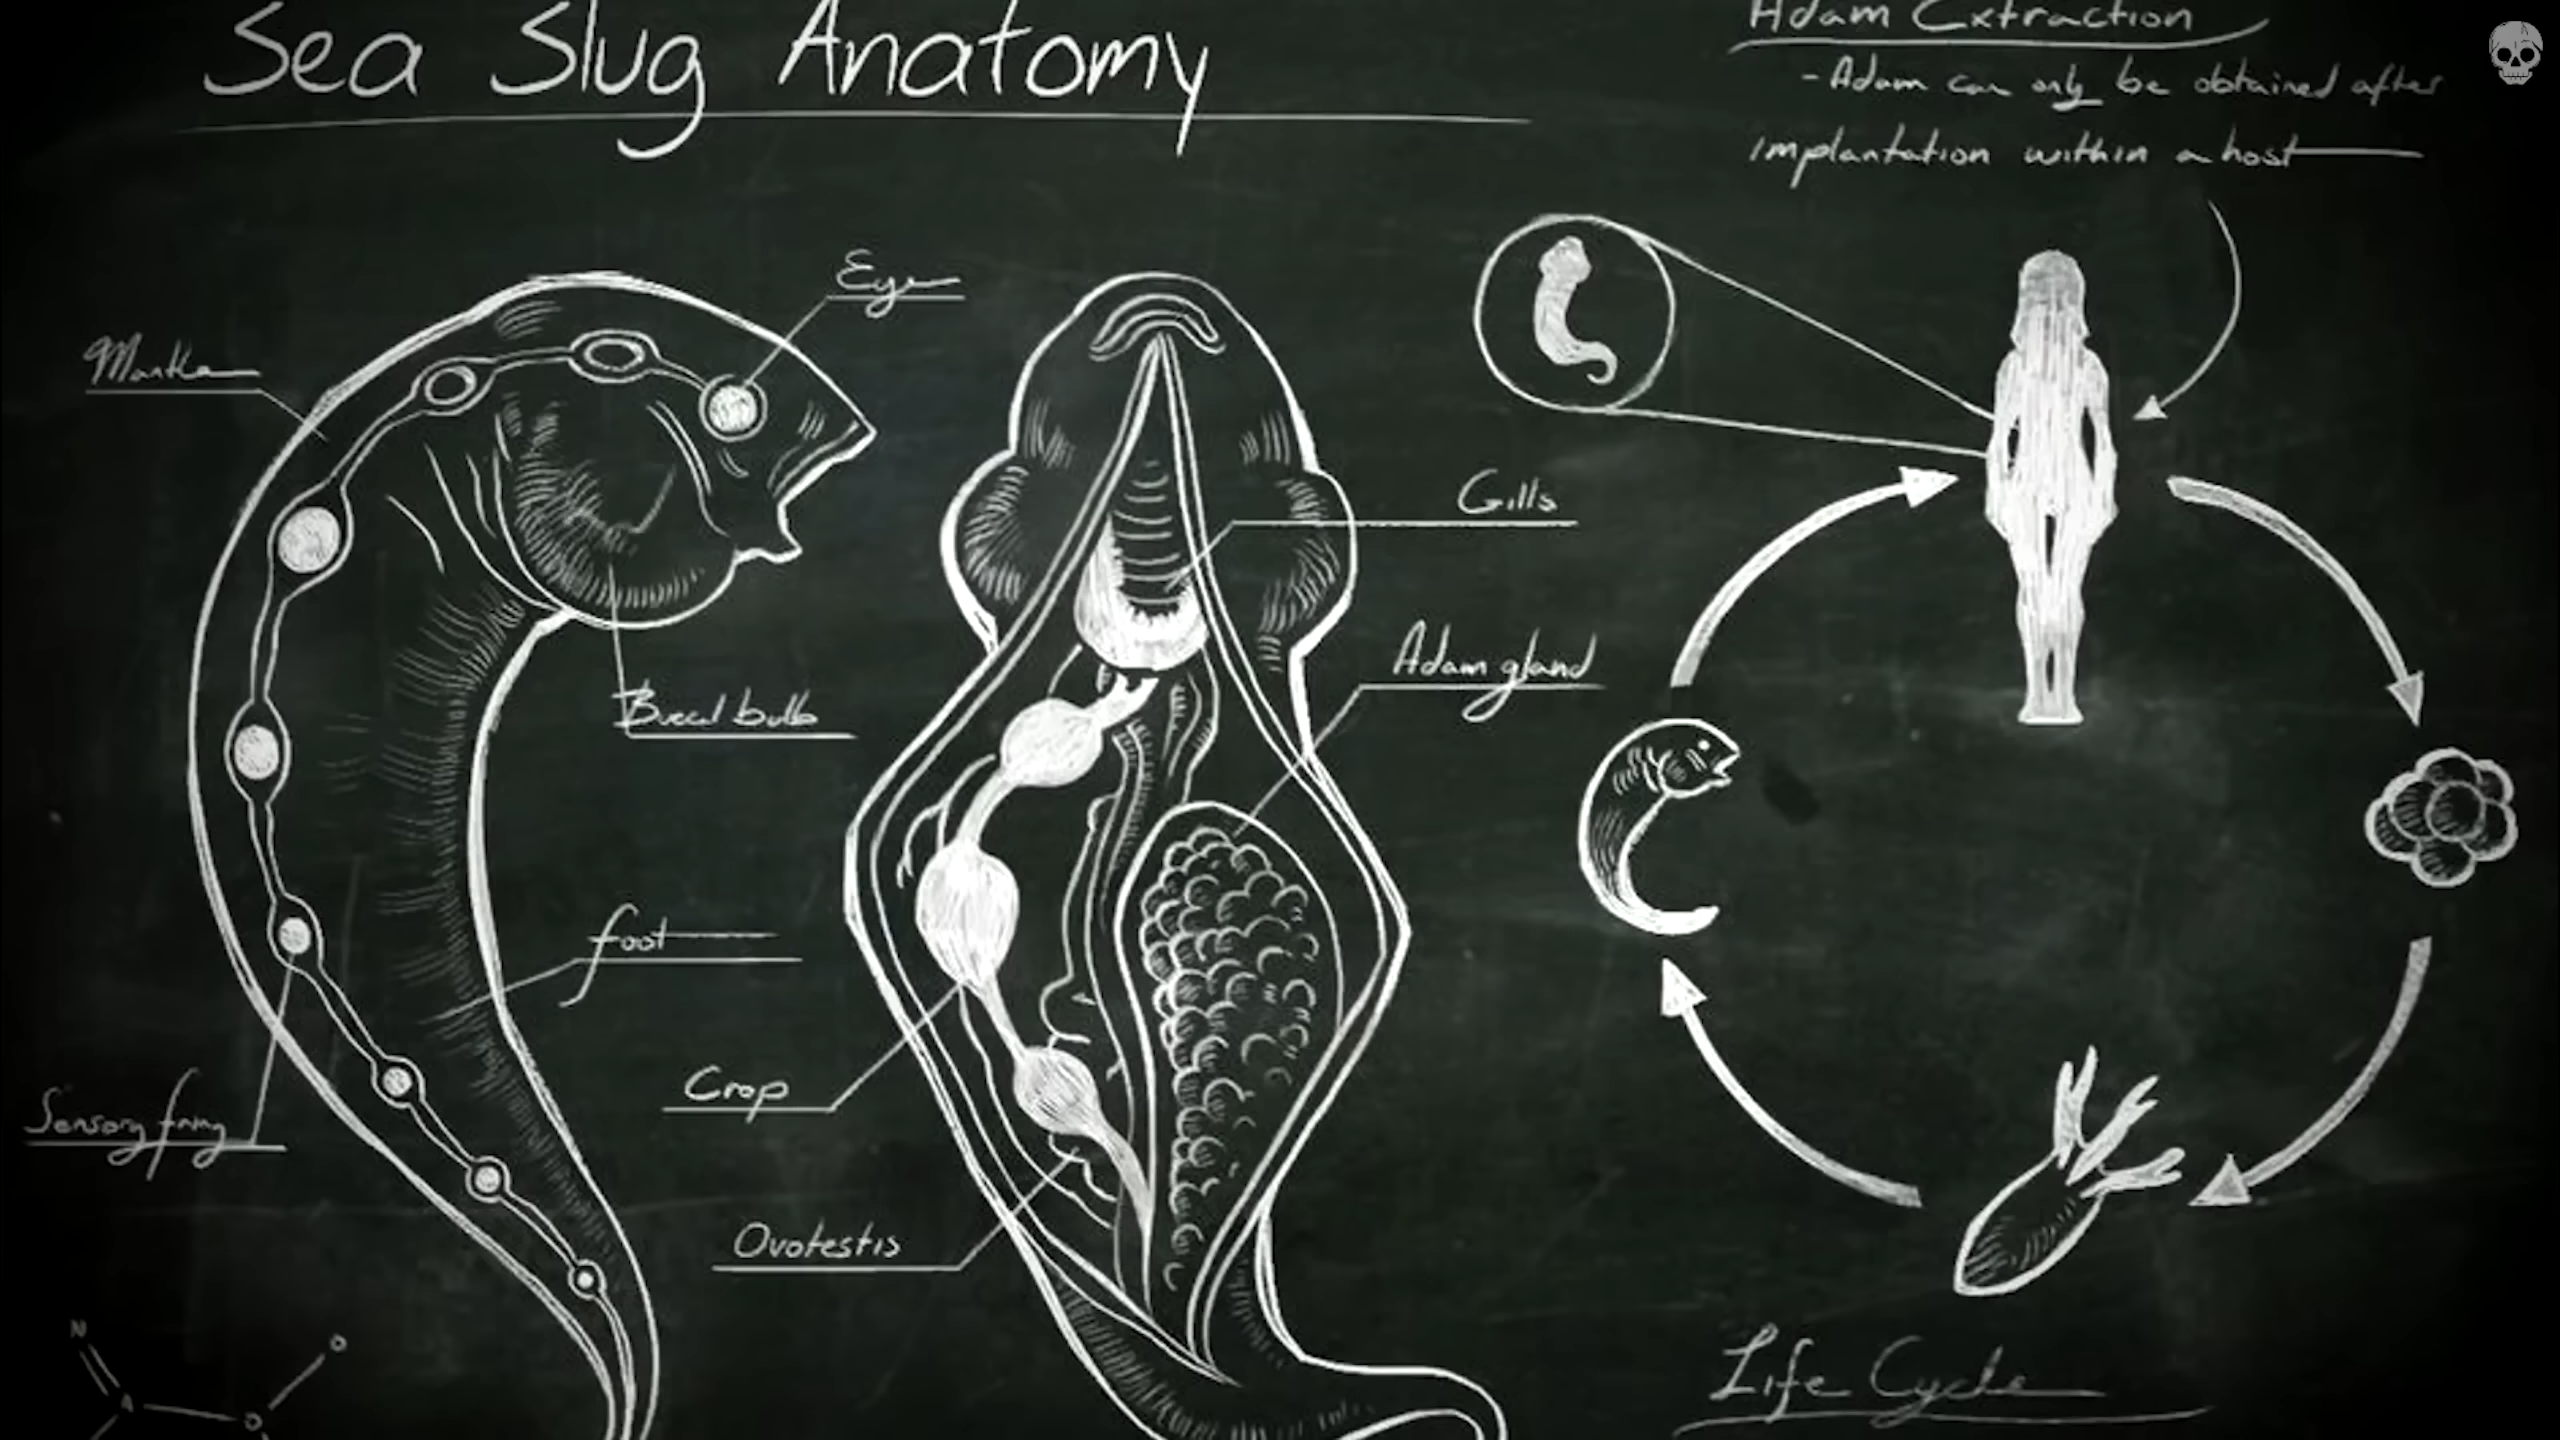 Sea Slug Anatomy
Adam Extraction
- Adam can only be obtained after
implantation within a host
Eye
Mantle
Gills
Adam gland
Buccal bulb
foot
Crop
Sensory
Ovotestis
Life Cycle
N
O
A
O